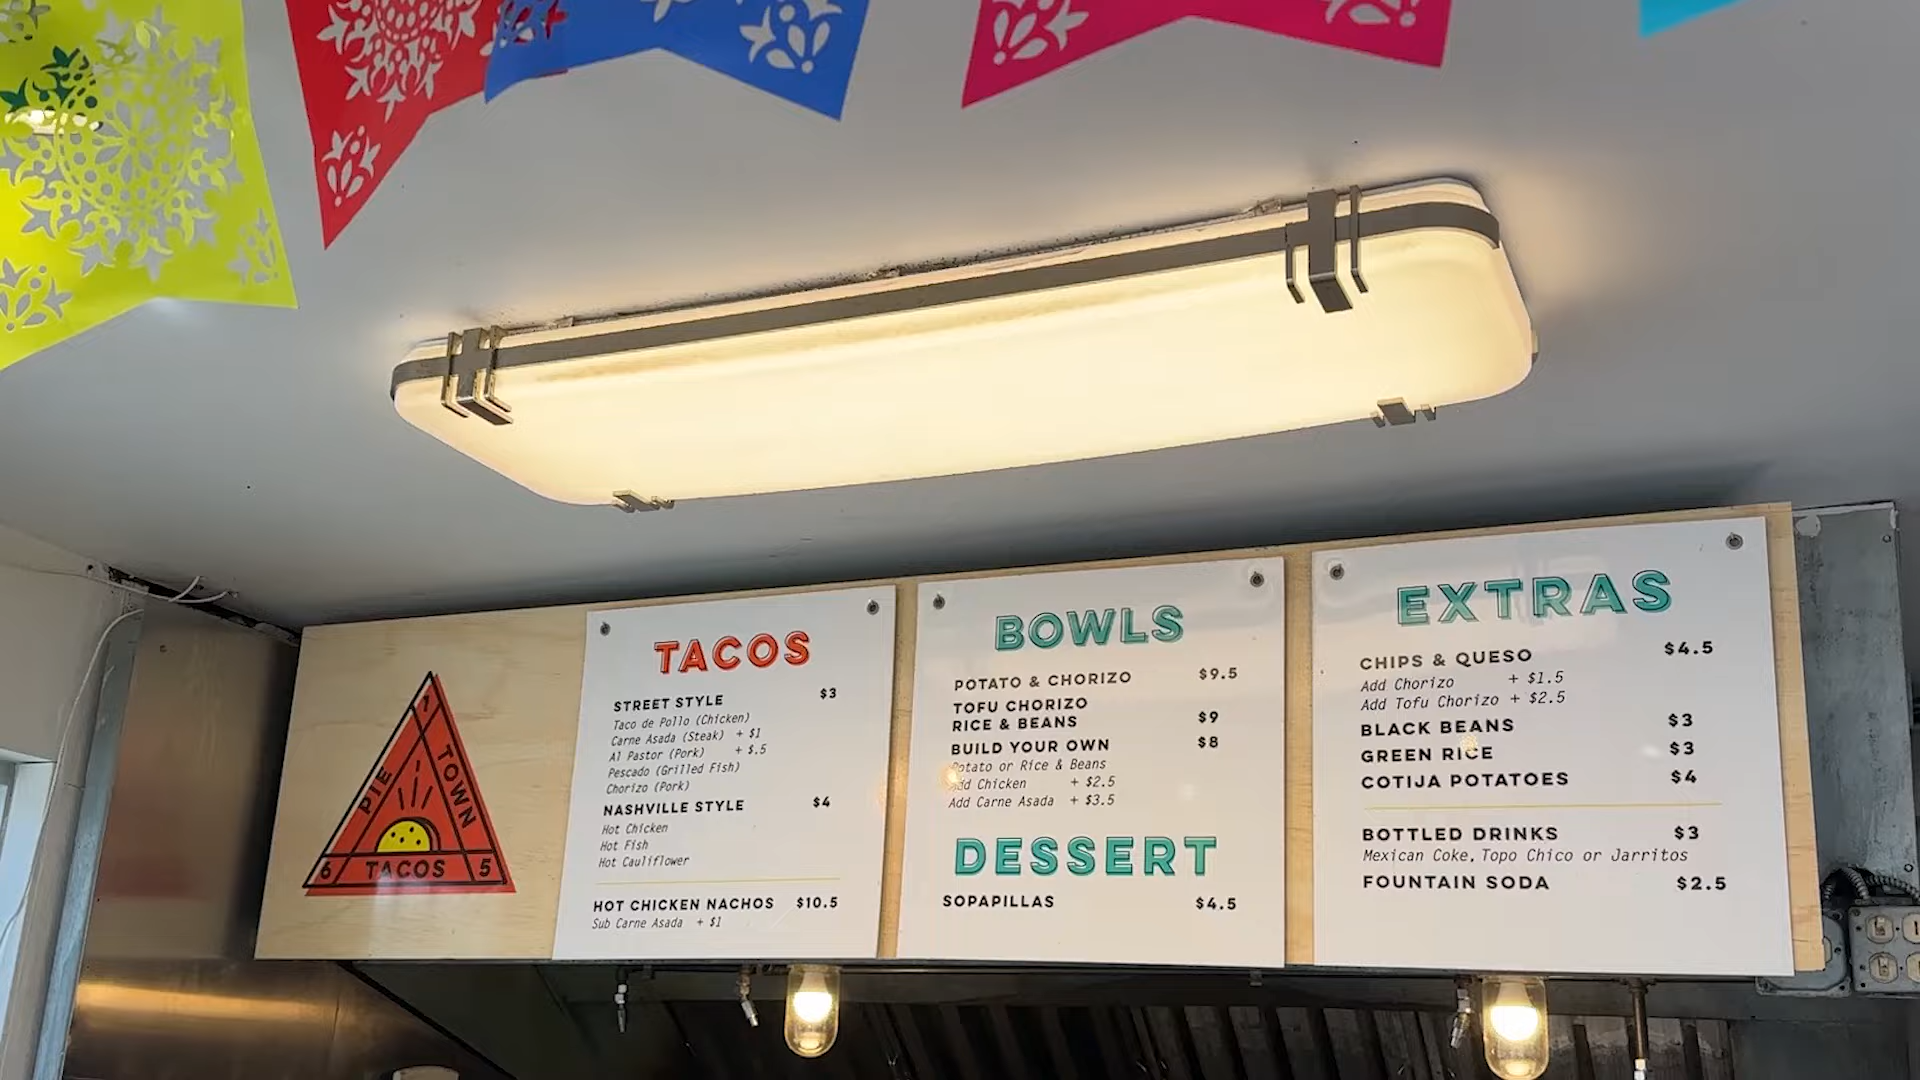 1
PIE
TOWN
6
TACOS
5
TACOS
STREET STYLE $3
Taco de Pollo (Chicken)
Carne Asada (Steak) + $1
Al Pastor (Pork) + $.5
Pescado (Grilled Fish)
Chorizo (Pork)
NASHVILLE STYLE $4
Hot Chicken
Hot Fish
Hot Cauliflower
HOT CHICKEN NACHOS $10.5
Sub Carne Asada + $1
BOWLS
POTATO & CHORIZO $9.5
TOFU CHORIZO
RICE & BEANS $9
BUILD YOUR OWN $8
Potato or Rice & Beans
Add Chicken + $2.5
Add Carne Asada + $3.5
DESSERT
SOPAPILLAS $4.5
EXTRAS
CHIPS & QUESO $4.5
Add Chorizo + $1.5
Add Tofu Chorizo + $2.5
BLACK BEANS $3
GREEN RICE $3
COTIJA POTATOES $4
BOTTLED DRINKS $3
Mexican Coke, Topo Chico or Jarritos
FOUNTAIN SODA $2.5